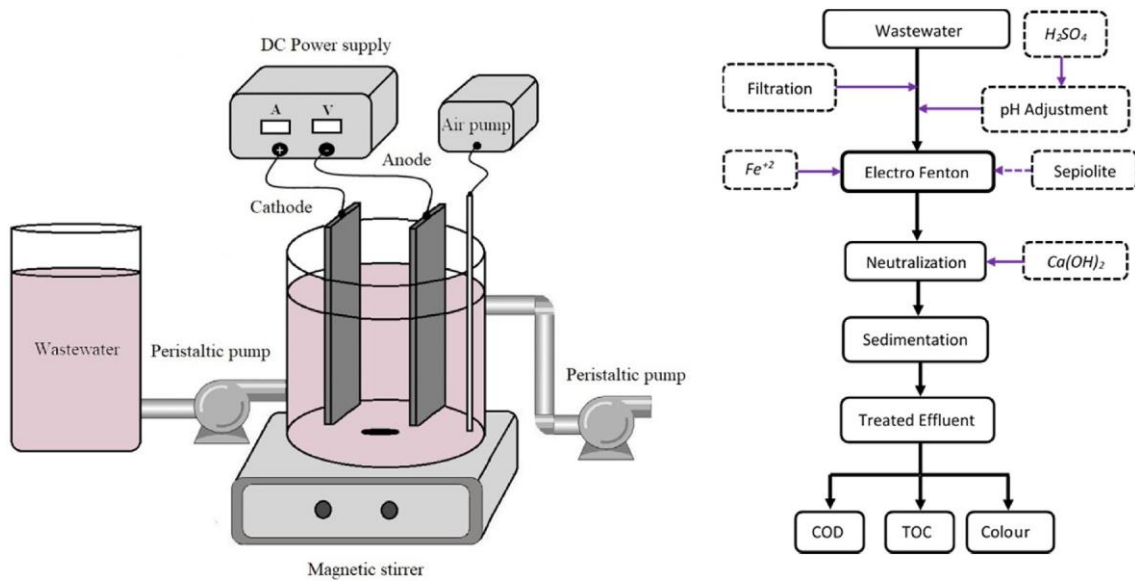 DC Power supply
A
V
+
-
Air pump
Anode
Cathode
Wastewater
Peristaltic pump
Peristaltic pump
Magnetic stirrer
Wastewater
H₂SO₄
Filtration
pH Adjustment
Fe⁺²
Electro Fenton
Sepiolite
Neutralization
Ca(OH)₂
Sedimentation
Treated Effluent
COD
TOC
Colour